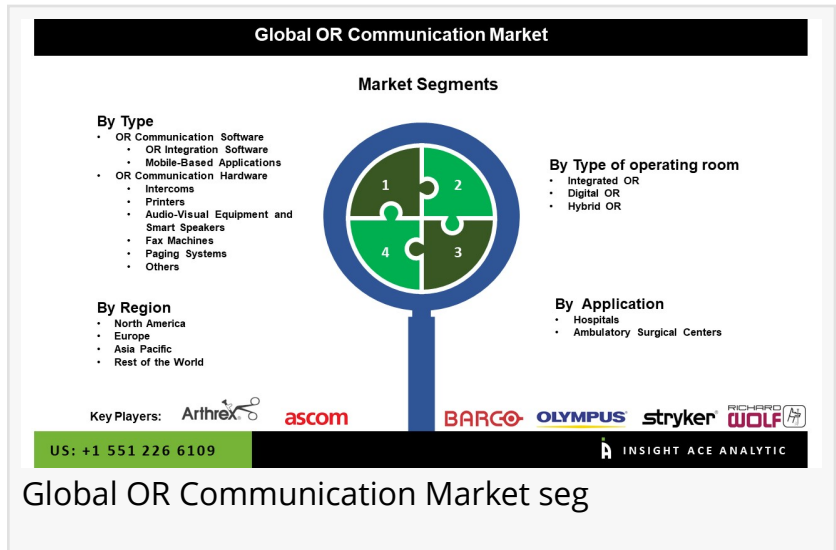 Global OR Communication Market
Market Segments
By Type
• OR Communication Software
• OR Integration Software
• Mobile-Based Applications
• OR Communication Hardware
• Intercoms
• Printers
• Audio-Visual Equipment and
Smart Speakers
• Fax Machines
• Paging Systems
• Others
1
2
4
3
By Type of operating room
• Integrated OR
• Digital OR
• Hybrid OR
By Region
• North America
• Europe
• Asia Pacific
• Rest of the World
By Application
• Hospitals
• Ambulatory Surgical Centers
Key Players:
Arthrex
ascom
BARCO
OLYMPUS
stryker
RICHARD
WOLF
US: +1 551 226 6109
INSIGHT ACE ANALYTIC
Global OR Communication Market seg